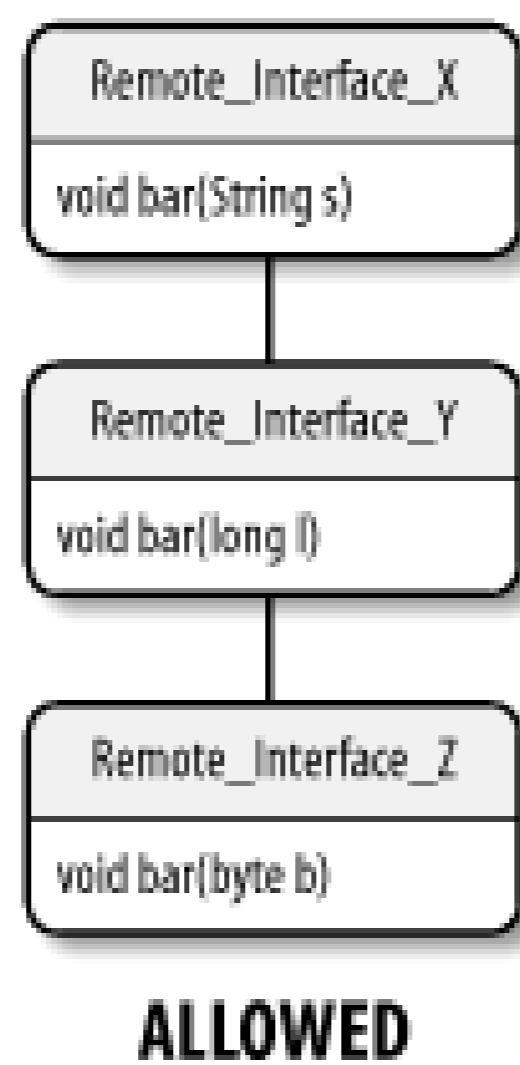 Remote_Interface_X
void bar(String s)
Remote_Interface_Y
void bar(long l)
Remote_Interface_Z
void bar(byte b)
ALLOWED